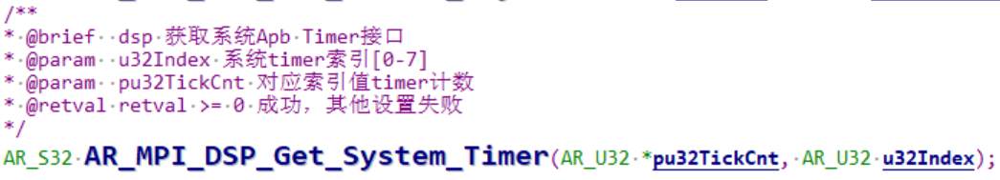 /**
* @brief  dsp 获取系统Apb Timer接口
* @param  u32Index 系统timer索引[0-7]
* @param  pu32TickCnt 对应索引值timer计数
* @retval retval >= 0 成功，其他设置失败
*/
AR_S32 AR_MPI_DSP_Get_System_Timer(AR_U32 *pu32TickCnt, AR_U32 u32Index);